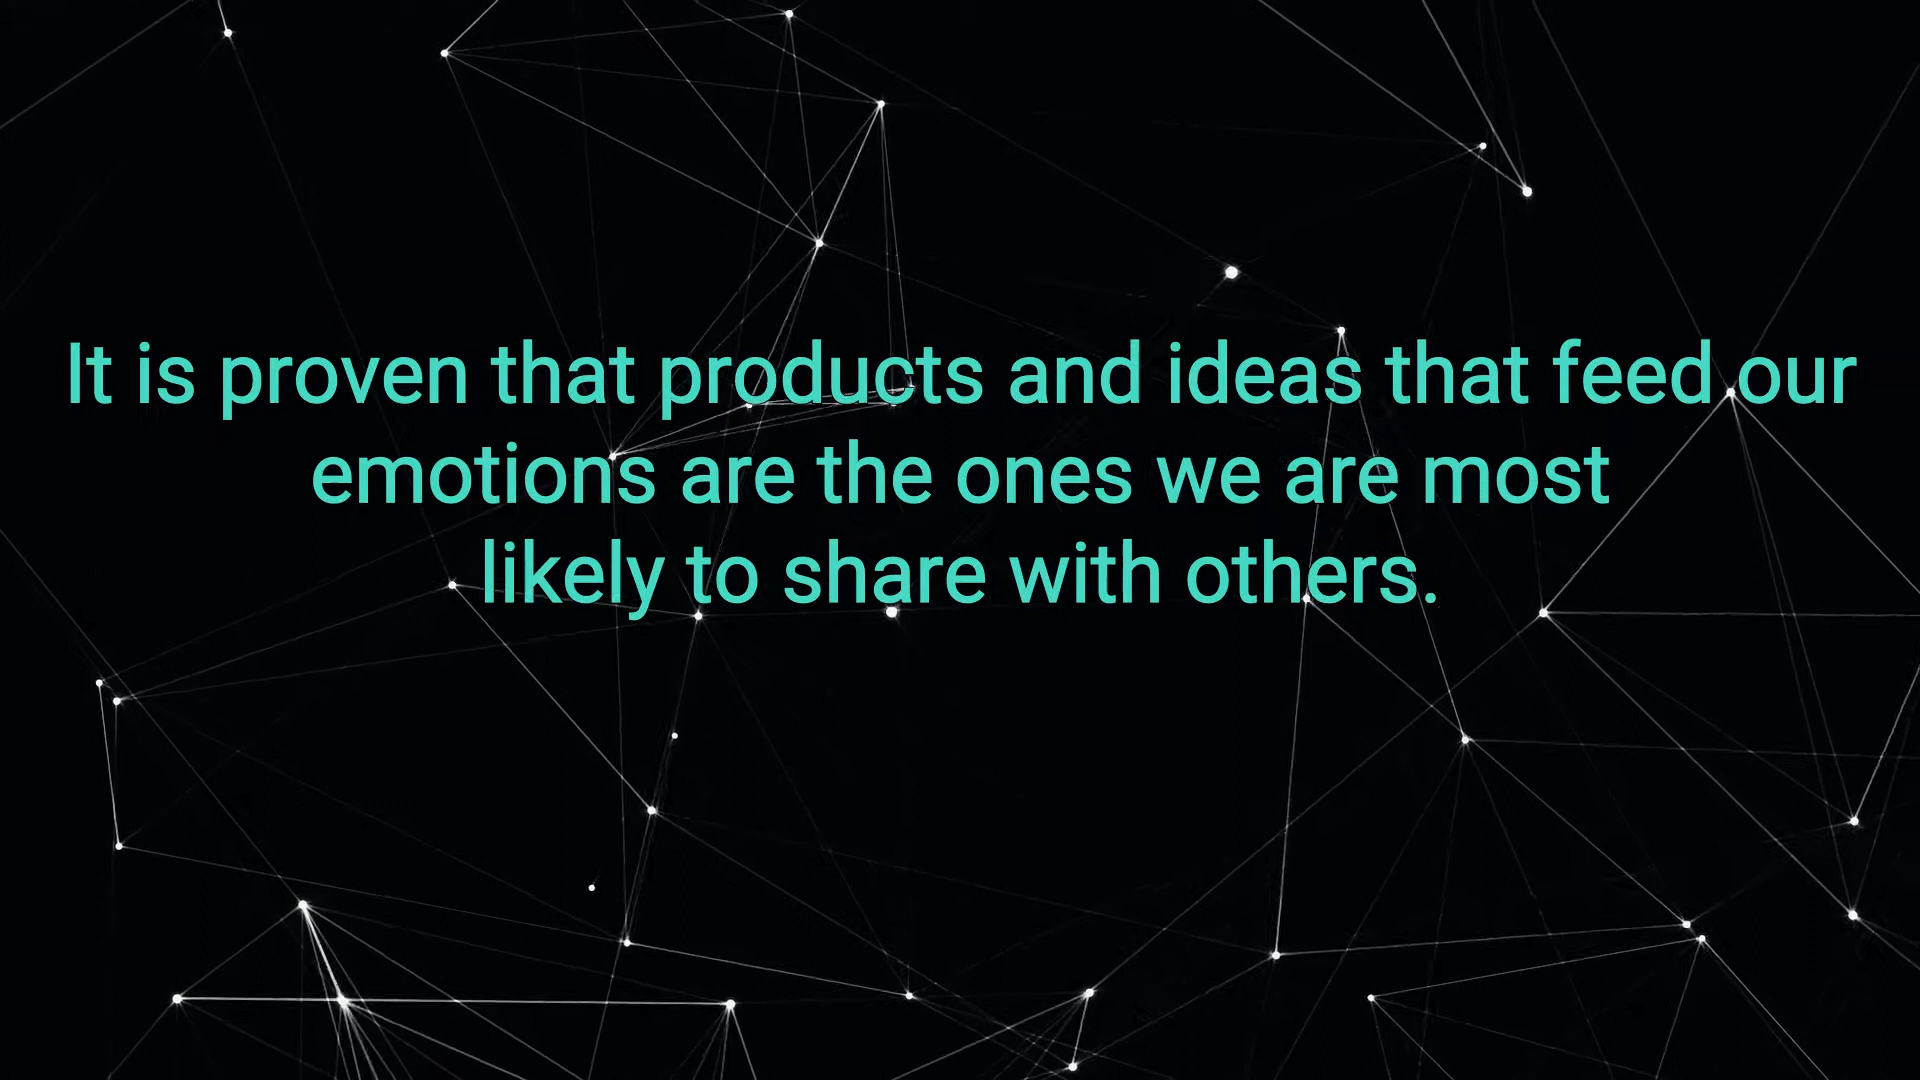 It is proven that products and ideas that feed our
emotions are the ones we are most
likely to share with others.